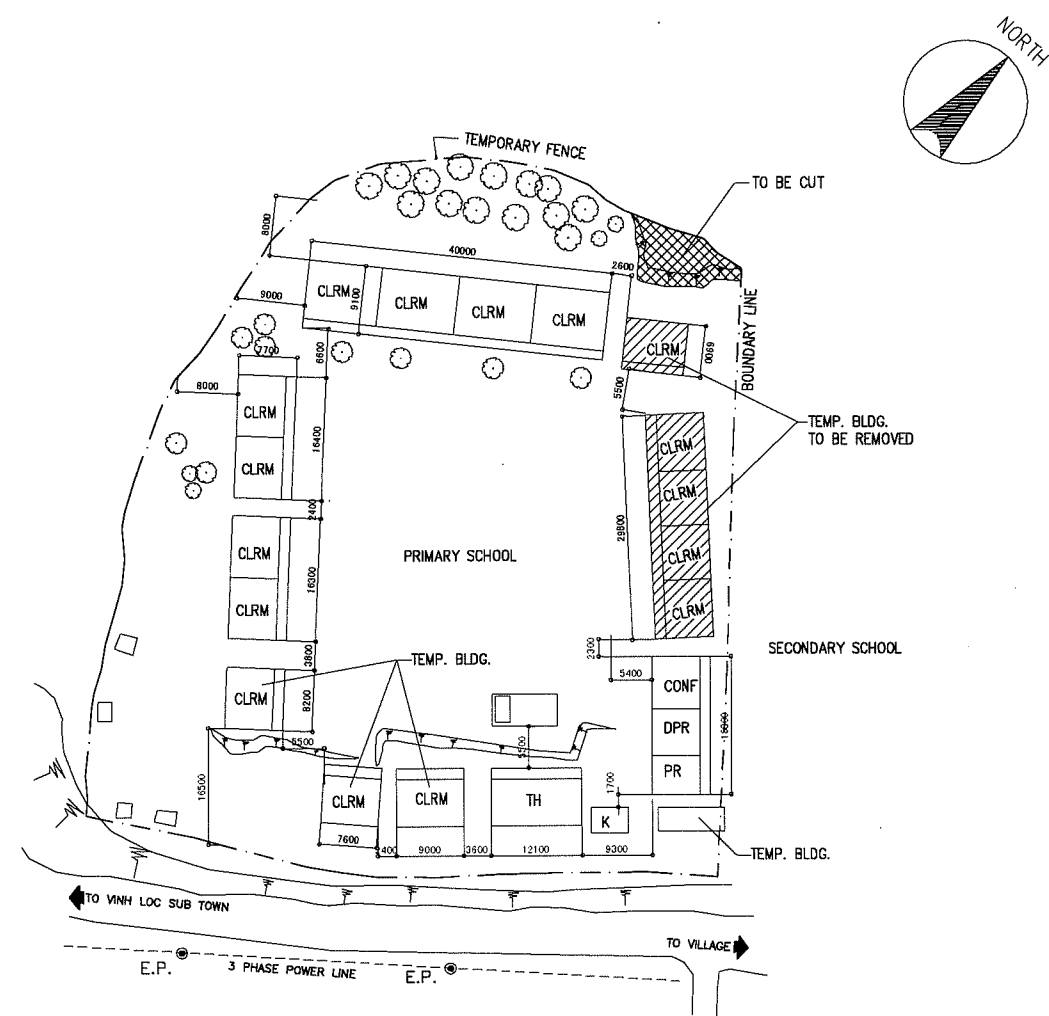 NORTH
TEMPORARY FENCE
TO BE CUT
8000
40000
2600
CLRM
9100
CLRM
CLRM
CLRM
9000
BOUNDARY LINE
CLRM
6900
7700
6600
8000
5500
CLRM
16400
CLRM
TEMP. BLDG.
TO BE REMOVED
CLRM
CLRM
2400
CLRM
29800
CLRM
16300
PRIMARY SCHOOL
CLRM
CLRM
2300
SECONDARY SCHOOL
3800
TEMP. BLDG.
5400
CONF
CLRM
8200
DPR
18800
5500
5500
PR
16500
1700
CLRM
CLRM
TH
K
7600
400
9000
3600
12100
9300
TEMP. BLDG.
TO VINH LOC SUB TOWN
TO VILLAGE
E.P.
3 PHASE POWER LINE
E.P.